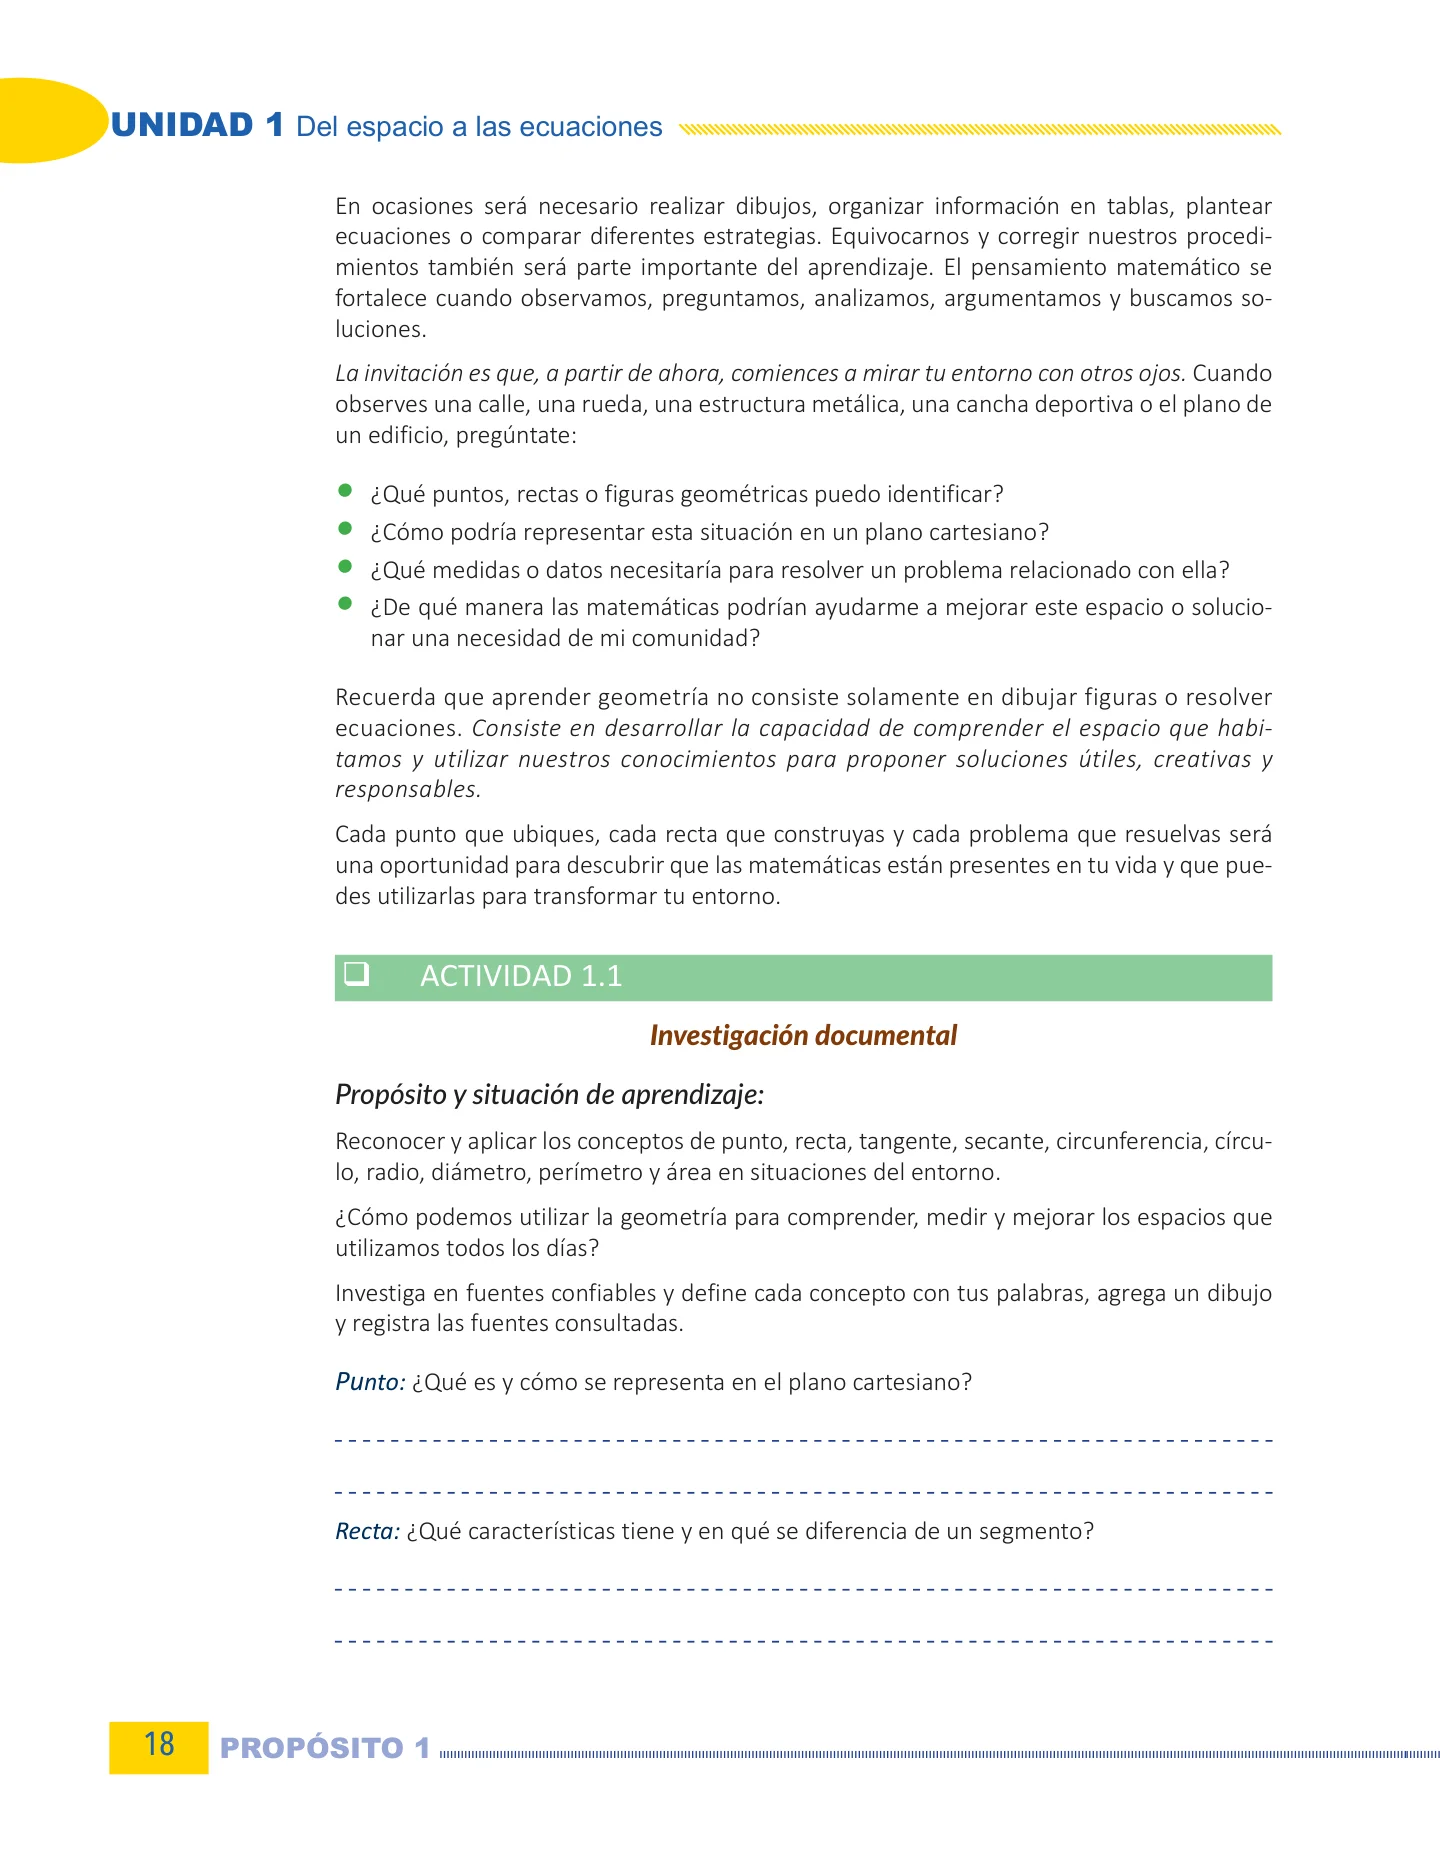 UNIDAD 1 Del espacio a las ecuaciones
En ocasiones será necesario realizar dibujos, organizar información en tablas, plantear
ecuaciones o comparar diferentes estrategias. Equivocarnos y corregir nuestros procedi-
mientos también será parte importante del aprendizaje. El pensamiento matemático se
fortalece cuando observamos, preguntamos, analizamos, argumentamos y buscamos so-
luciones.
La invitación es que, a partir de ahora, comiences a mirar tu entorno con otros ojos. Cuando
observes una calle, una rueda, una estructura metálica, una cancha deportiva o el plano de
un edificio, pregúntate:
● ¿Qué puntos, rectas o figuras geométricas puedo identificar?
● ¿Cómo podría representar esta situación en un plano cartesiano?
● ¿Qué medidas o datos necesitaría para resolver un problema relacionado con ella?
● ¿De qué manera las matemáticas podrían ayudarme a mejorar este espacio o solucio-
nar una necesidad de mi comunidad?
Recuerda que aprender geometría no consiste solamente en dibujar figuras o resolver
ecuaciones. Consiste en desarrollar la capacidad de comprender el espacio que habi-
tamos y utilizar nuestros conocimientos para proponer soluciones útiles, creativas y
responsables.
Cada punto que ubiques, cada recta que construyas y cada problema que resuelvas será
una oportunidad para descubrir que las matemáticas están presentes en tu vida y que pue-
des utilizarlas para transformar tu entorno.
❑ ACTIVIDAD 1.1
Investigación documental
Propósito y situación de aprendizaje:
Reconocer y aplicar los conceptos de punto, recta, tangente, secante, circunferencia, círcu-
lo, radio, diámetro, perímetro y área en situaciones del entorno.
¿Cómo podemos utilizar la geometría para comprender, medir y mejorar los espacios que
utilizamos todos los días?
Investiga en fuentes confiables y define cada concepto con tus palabras, agrega un dibujo
y registra las fuentes consultadas.
Punto: ¿Qué es y cómo se representa en el plano cartesiano?
Recta: ¿Qué características tiene y en qué se diferencia de un segmento?
18 PROPÓSITO 1